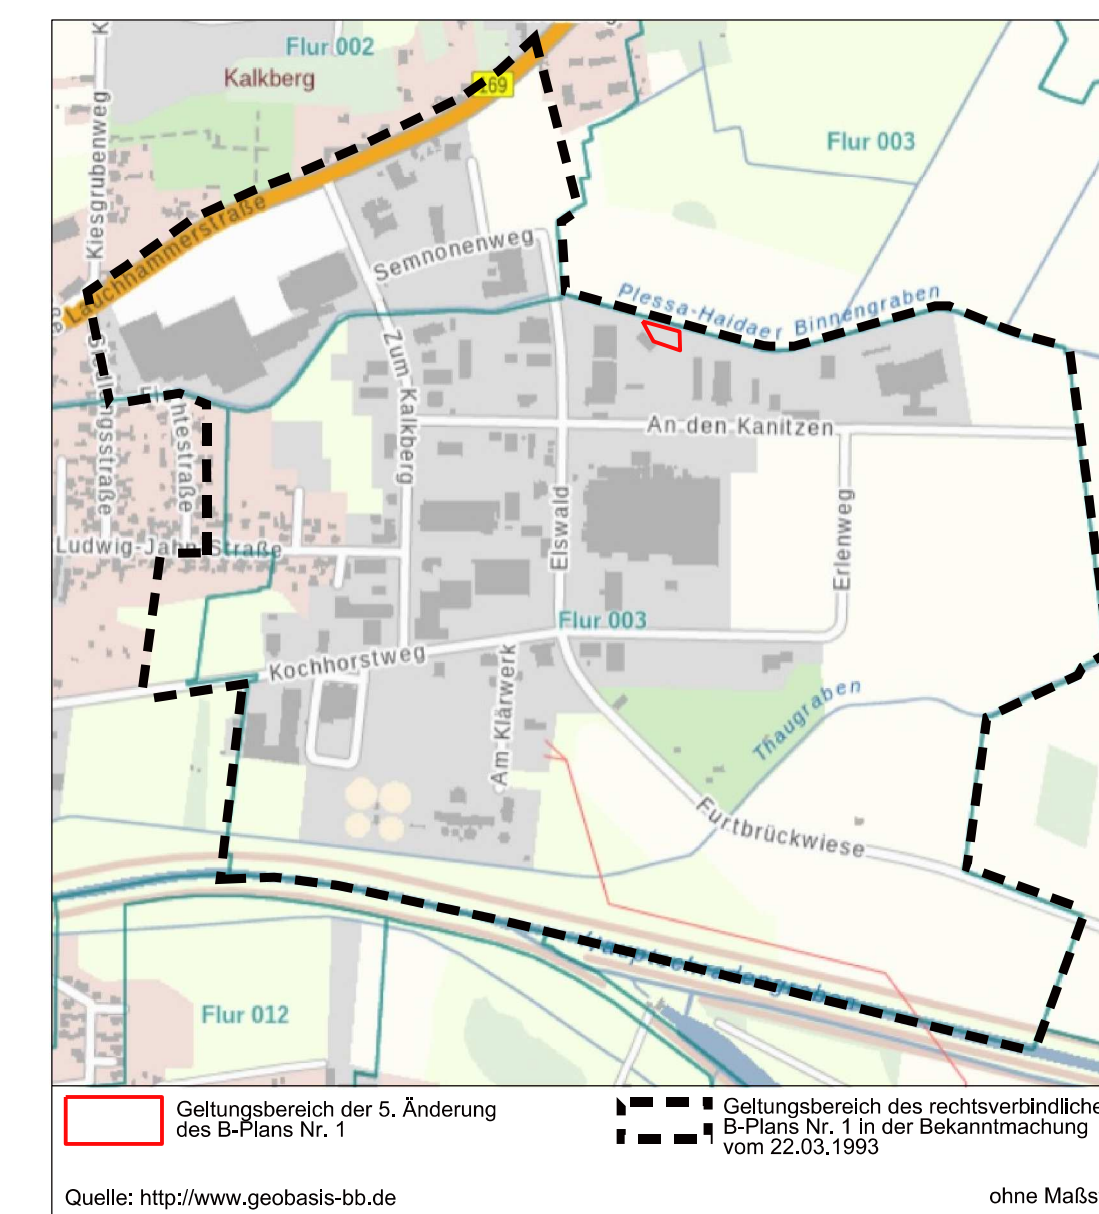 Flur 002
Kalkberg
169
Kiesgrubenweg
Flur 003
Lauchhammerstraße
Semnonenweg
Plessa-Haidaer Binnengraben
Zum Kalkberg
An den Kanitzen
Elswald
Erlenweg
Ludwig-Jahn-Straße
Flur 003
Kochhorstweg
Am Klärwerk
Thaugraben
Furtbrückwiese
Flur 012
Geltungsbereich der 5. Änderung
des B-Plans Nr. 1
Geltungsbereich des rechtsverbindliche
B-Plans Nr. 1 in der Bekanntmachung
vom 22.03.1993
Quelle: http://www.geobasis-bb.de
ohne Maßs